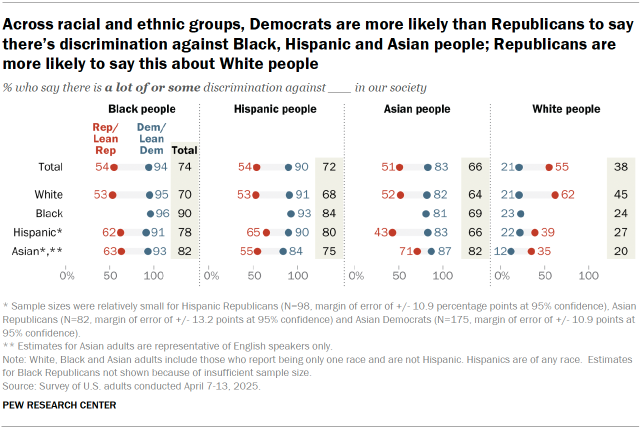 Across racial and ethnic groups, Democrats are more likely than Republicans to say
there's discrimination against Black, Hispanic and Asian people; Republicans are
more likely to say this about White people
% who say there is a lot of or some discrimination against ___ in our society
Black people Hispanic people Asian people White people
Rep/ Dem/
Lean Lean
Rep Dem Total
Total 54 94 74 54 90 72 51 83 66 21 55 38
White 53 95 70 53 91 68 52 82 64 21 62 45
Black 96 90 93 84 81 69 23 24
Hispanic* 62 91 78 65 90 80 43 83 66 22 39 27
Asian*,** 63 93 82 55 84 75 71 87 82 12 35 20
0% 50 100 0% 50 100 0% 50 100 0% 50 100
* Sample sizes were relatively small for Hispanic Republicans (N=98, margin of error of +/- 10.9 percentage points at 95% confidence), Asian
Republicans (N=82, margin of error of +/- 13.2 points at 95% confidence) and Asian Democrats (N=175, margin of error of +/- 10.9 at
95% confidence).
** Estimates for Asian adults are representative of English speakers only.
Note: White, Black and Asian adults include those who report being only one race and are not Hispanic. Hispanics are of any race. Estimates
for Black Republicans not shown because of insufficient sample size.
Source: Survey of U.S. adults conducted April 7-13, 2025.
PEW RESEARCH CENTER